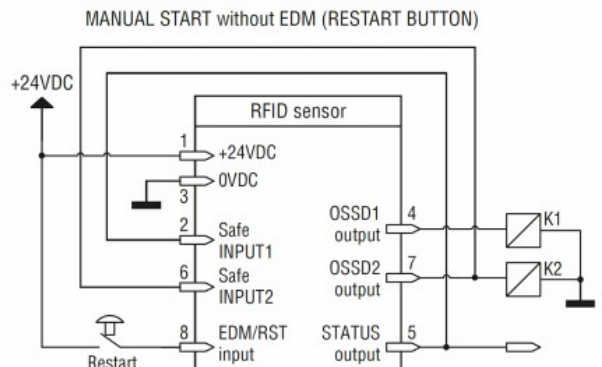 MANUAL START without EDM (RESTART BUTTON)
+24VDC
RFID sensor
1
+24VDC
0VDC
3
2
Safe
INPUT1
6
Safe
INPUT2
8
EDM/RST
input
Restart
OSSD1
output
4
K1
OSSD2
output
7
K2
STATUS
output
5